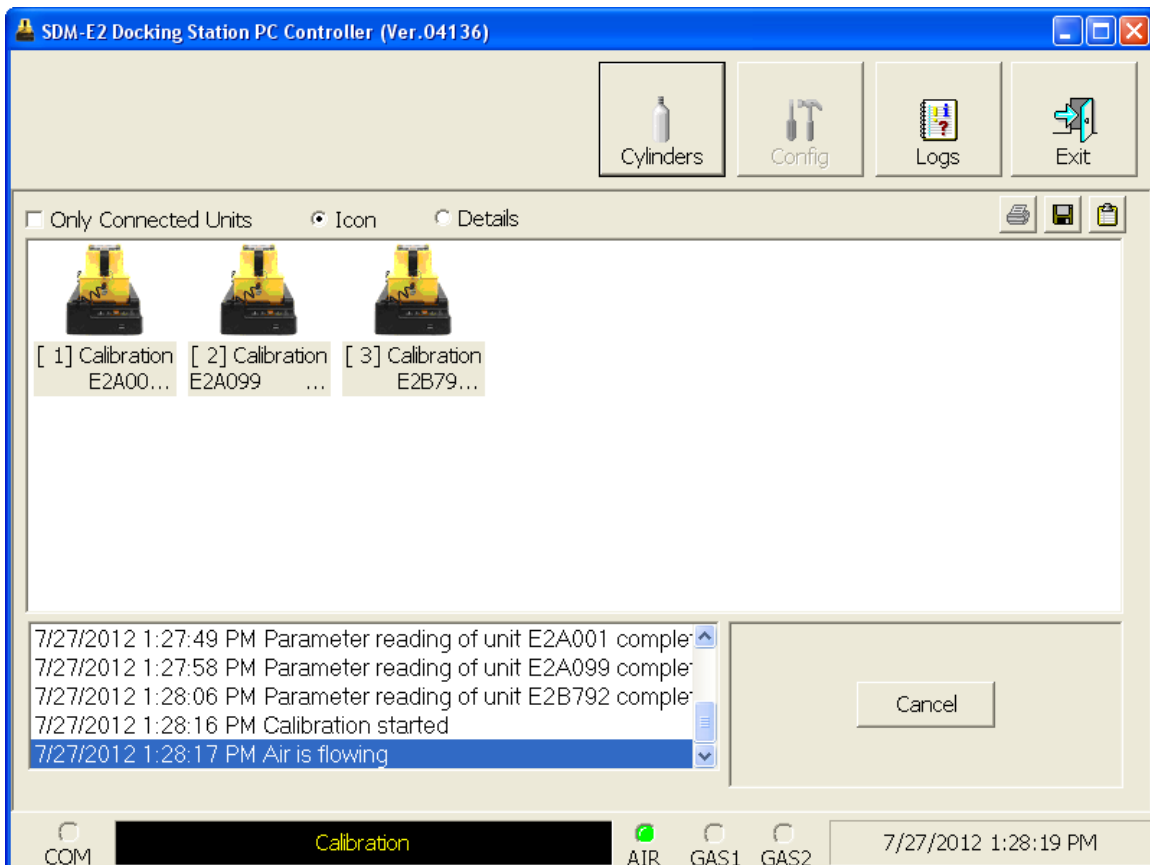 SDM-E2 Docking Station PC Controller (Ver.04136)
Cylinders
Config
Logs
Exit
Only Connected Units
Icon
Details
[ 1] Calibration
E2A00...
[ 2] Calibration
E2A099 ...
[ 3] Calibration
E2B79...
7/27/2012 1:27:49 PM Parameter reading of unit E2A001 comple
7/27/2012 1:27:58 PM Parameter reading of unit E2A099 comple
7/27/2012 1:28:06 PM Parameter reading of unit E2B792 comple
7/27/2012 1:28:16 PM Calibration started
7/27/2012 1:28:17 PM Air is flowing
Cancel
COM
Calibration
AIR
GAS1
GAS2
7/27/2012 1:28:19 PM